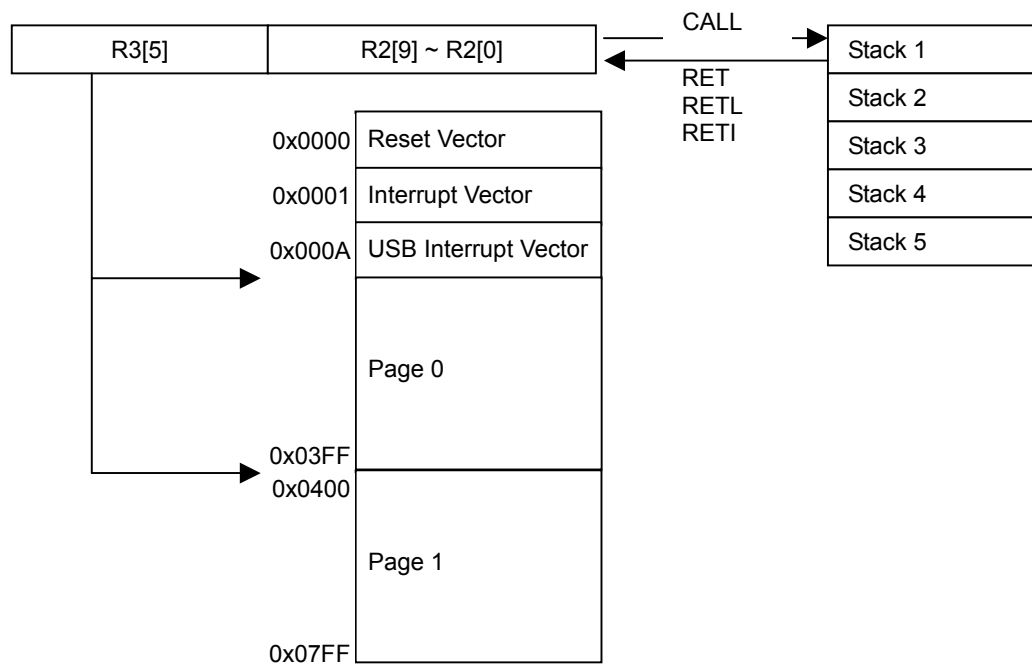 R3[5]
R2[9] ~ R2[0]
CALL
RET
RETL
RETI
Stack 1
Stack 2
Stack 3
Stack 4
Stack 5
0x0000
Reset Vector
0x0001
Interrupt Vector
0x000A
USB Interrupt Vector
Page 0
0x03FF
0x0400
Page 1
0x07FF